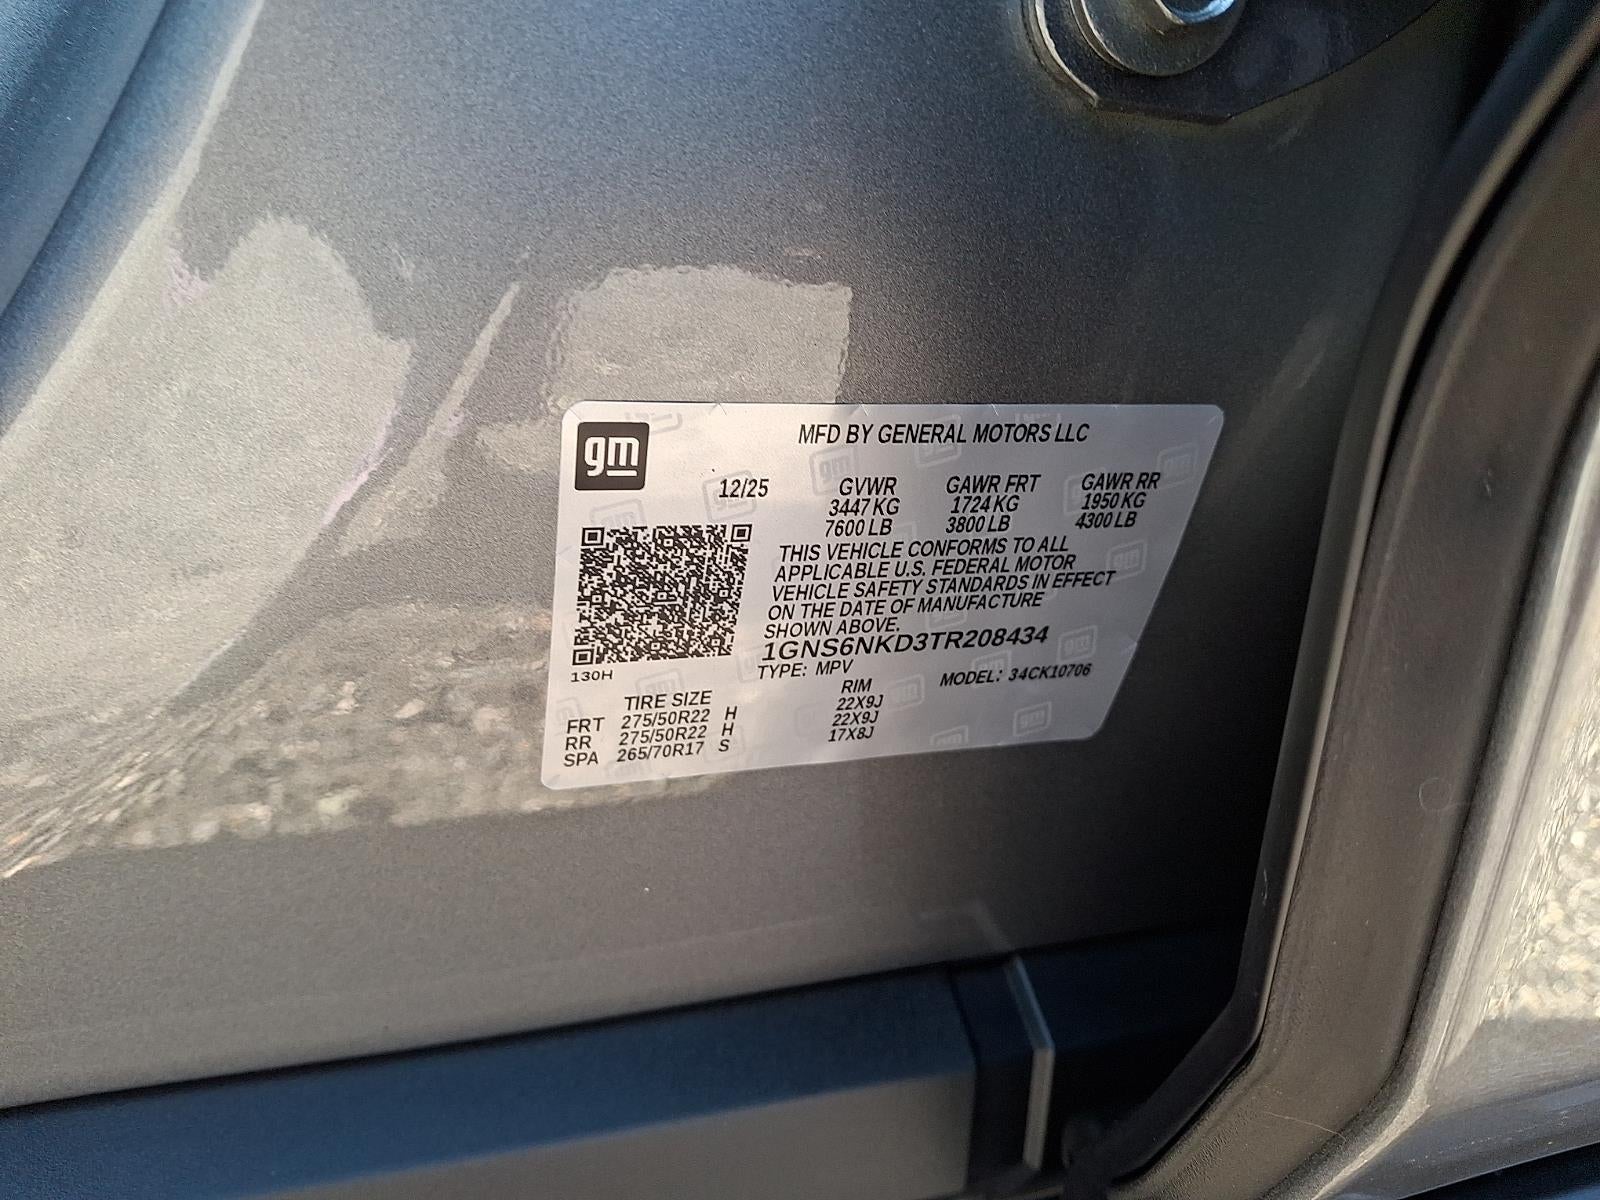 gm
MFD BY GENERAL MOTORS LLC
12/25
GVWR GAWR FRT GAWR RR
3447 KG 1724 KG 1950 KG
7600 LB 3800 LB 4300 LB
THIS VEHICLE CONFORMS TO ALL
APPLICABLE U.S. FEDERAL MOTOR
VEHICLE SAFETY STANDARDS IN EFFECT
ON THE DATE OF MANUFACTURE
SHOWN ABOVE.
1GNS6NKD3TR208434
130H
TYPE: MPV MODEL: 34CK10706
TIRE SIZE RIM
FRT 275/50R22 H 22X9J
RR 275/50R22 H 22X9J
SPA 265/70R17 S 17X8J